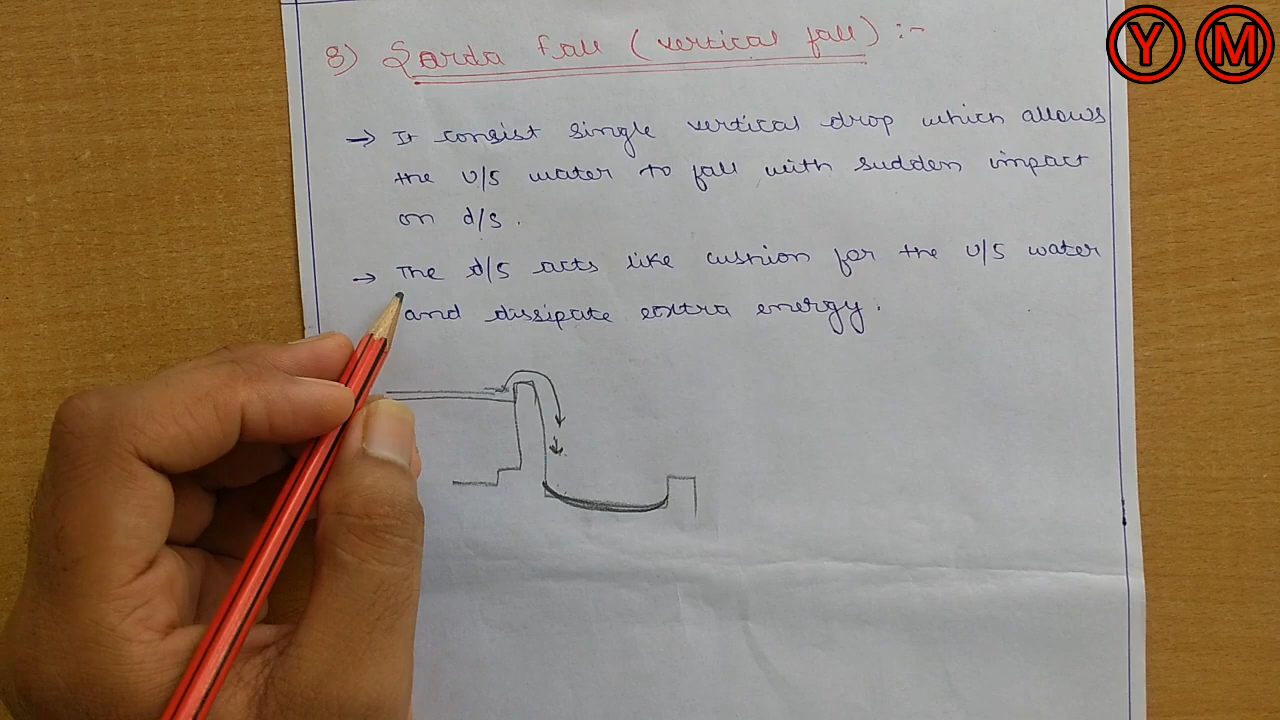 8) Sarda fall (vertical fall) :-
→ It consist single vertical drop which allows
the U/S water to fall with sudden impact
on d/s.
→ The d/s acts like cushion for the U/S water
and dissipate extra energy.
Y M